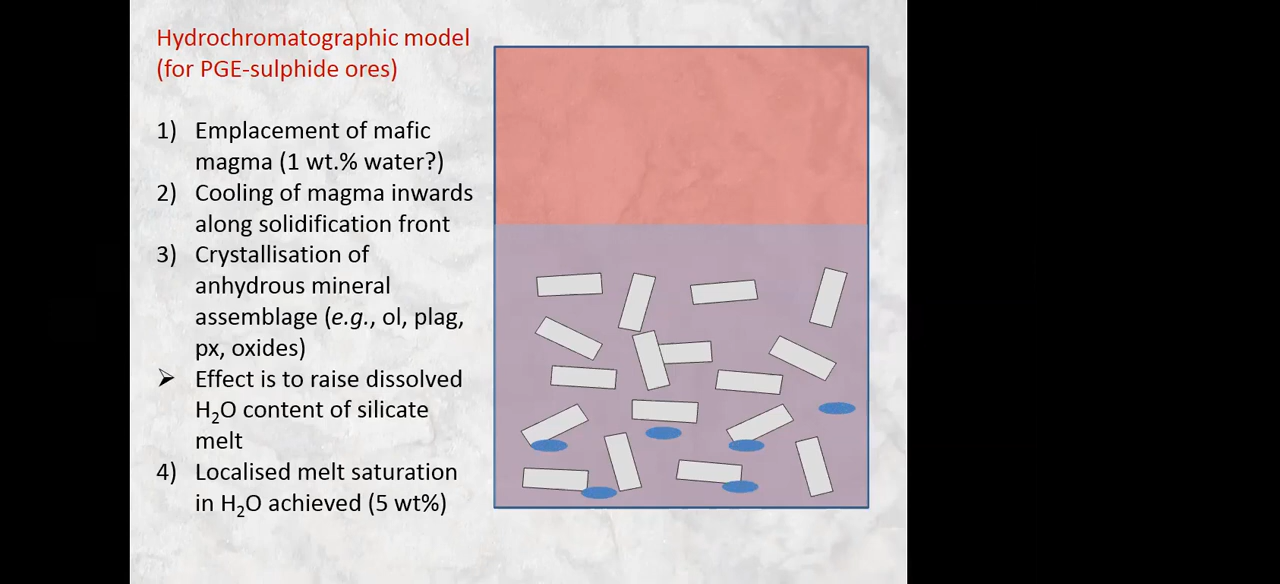 Hydrochromatographic model
(for PGE-sulphide ores)
1) Emplacement of mafic
magma (1 wt.% water?)
2) Cooling of magma inwards
along solidification front
3) Crystallisation of
anhydrous mineral
assemblage (e.g., ol, plag,
px, oxides)
➢ Effect is to raise dissolved
H₂O content of silicate
melt
4) Localised melt saturation
in H₂O achieved (5 wt%)